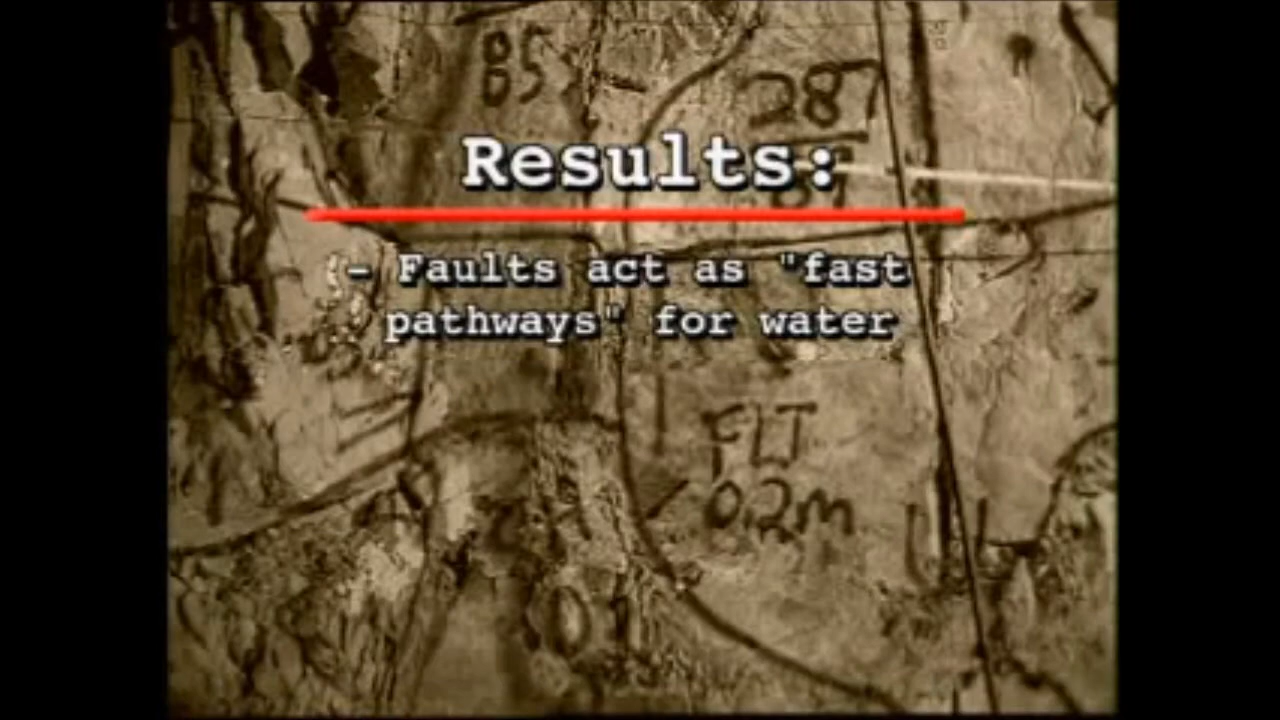 85
287
Results:
- Faults act as "fast
pathways" for water
FLT
0.2m